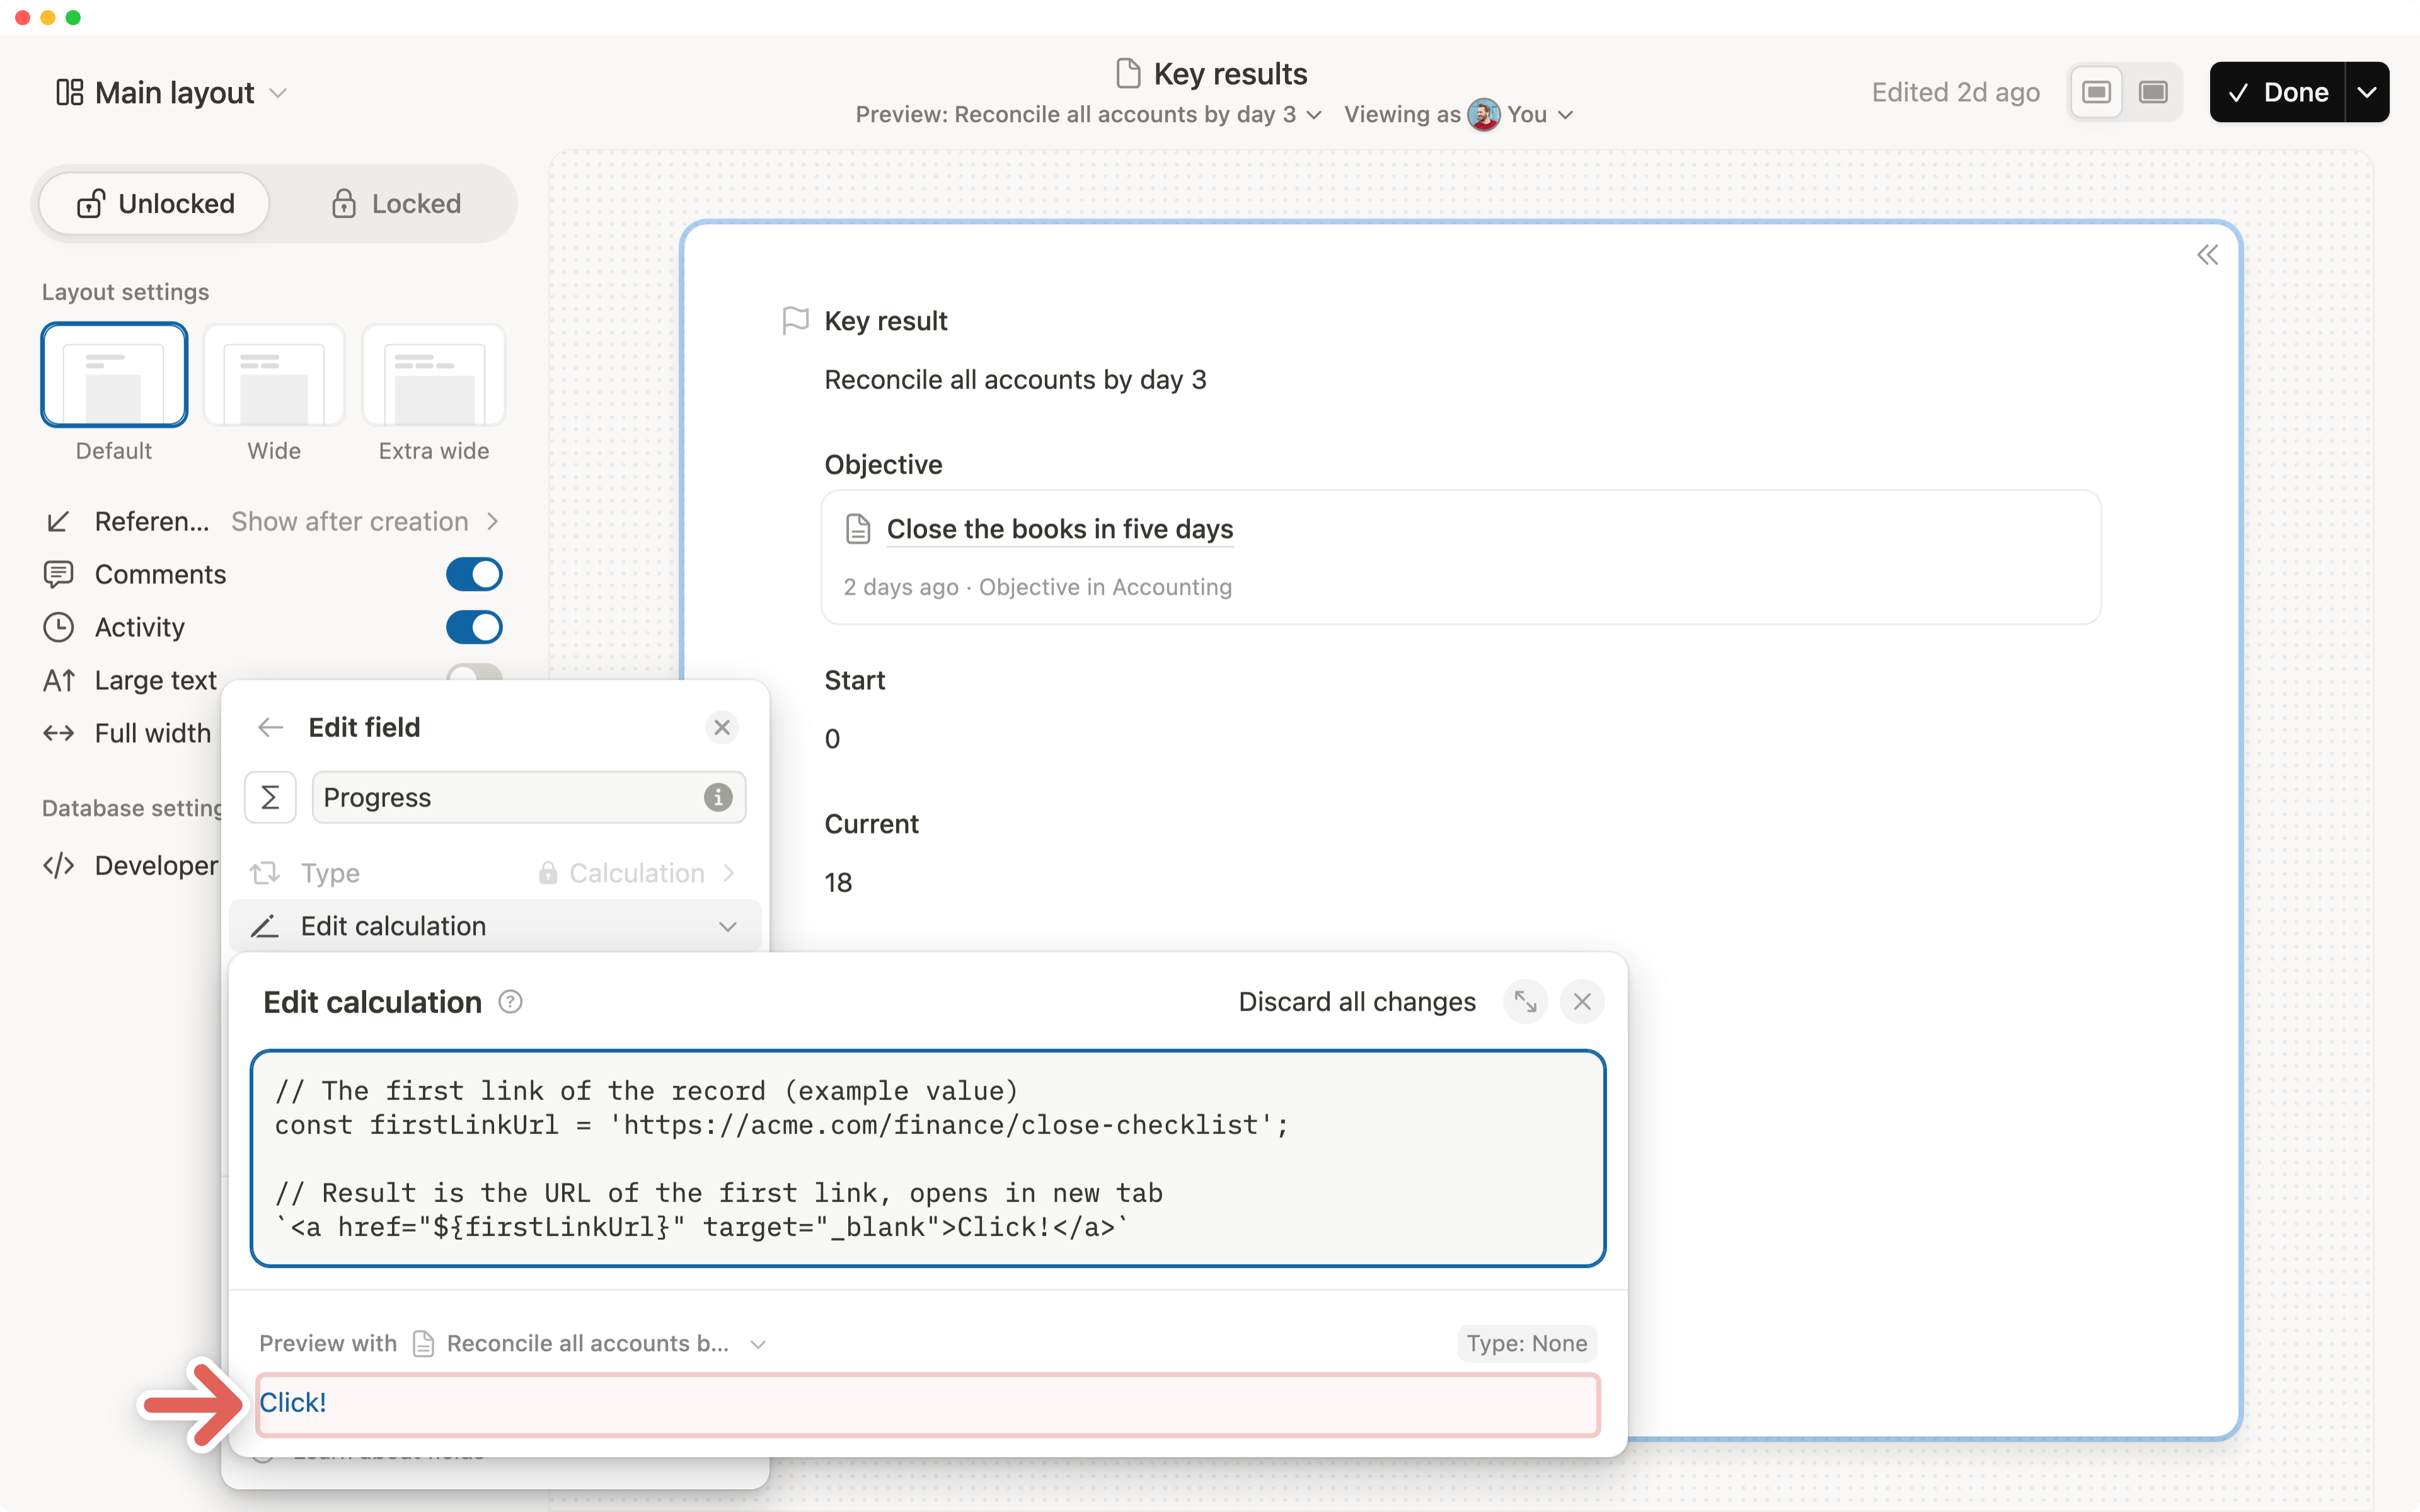 Main layout
Key results
Preview: Reconcile all accounts by day 3
Viewing as You
Edited 2d ago
Done
Unlocked
Locked
Layout settings
Default
Wide
Extra wide
Referen... Show after creation
Comments
Activity
Large text
Full width
Database setting
Developer
Key result
Reconcile all accounts by day 3
Objective
Close the books in five days
2 days ago · Objective in Accounting
Start
0
Current
18
Edit field
Progress
Type Calculation
Edit calculation
Edit calculation
Discard all changes
// The first link of the record (example value)
const firstLinkUrl = 'https://acme.com/finance/close-checklist';
// Result is the URL of the first link, opens in new tab
`<a href="${firstLinkUrl}" target="_blank">Click!</a>`
Preview with Reconcile all accounts b...
Type: None
Click!